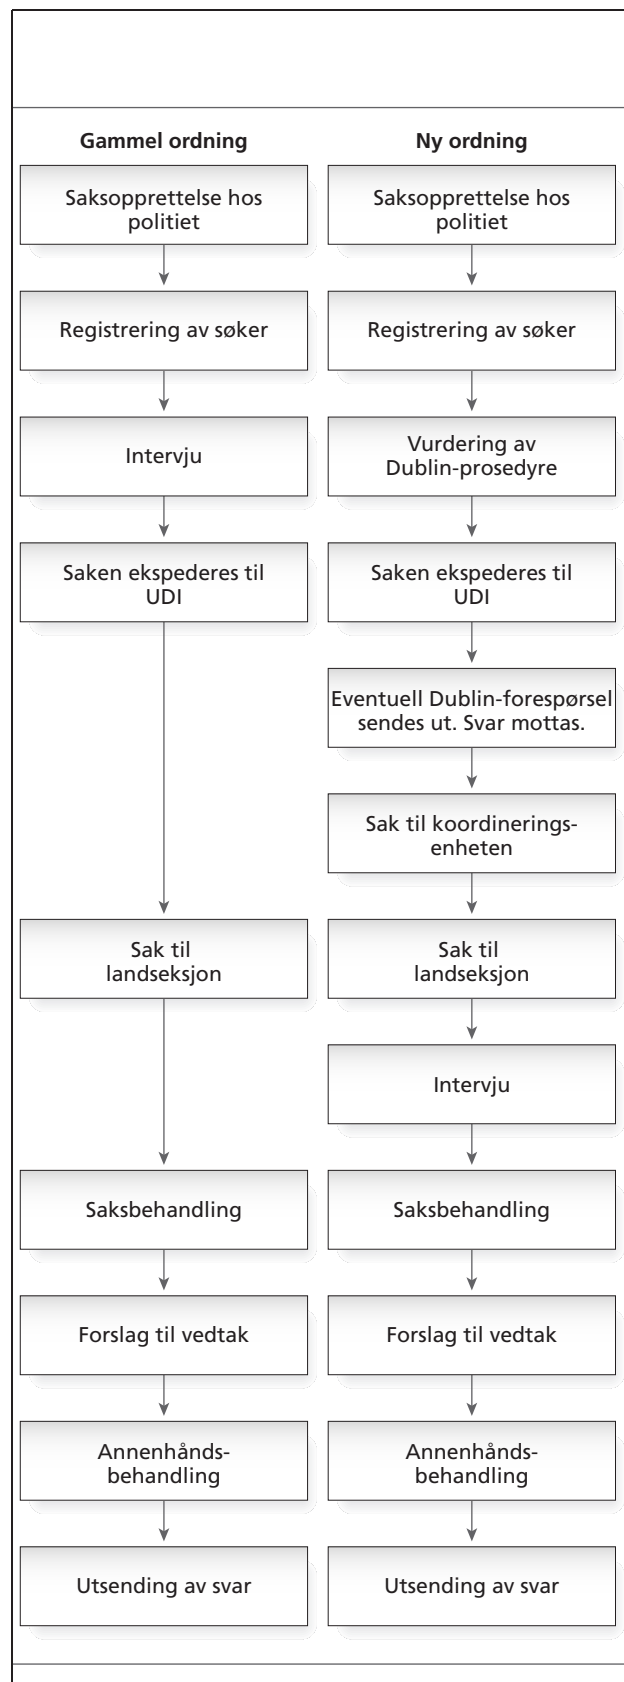 Gammel ordning
Saksopprettelse hos
politiet
Registrering av søker
Intervju
Saken ekspederes til
UDI
Sak til
landseksjon
Saksbehandling
Forslag til vedtak
Annenhånds-
behandling
Utsending av svar
Ny ordning
Saksopprettelse hos
politiet
Registrering av søker
Vurdering av
Dublin-prosedyre
Saken ekspederes til
UDI
Eventuell Dublin-forespørsel
sendes ut. Svar mottas.
Sak til koordinerings-
enheten
Sak til
landseksjon
Intervju
Saksbehandling
Forslag til vedtak
Annenhånds-
behandling
Utsending av svar